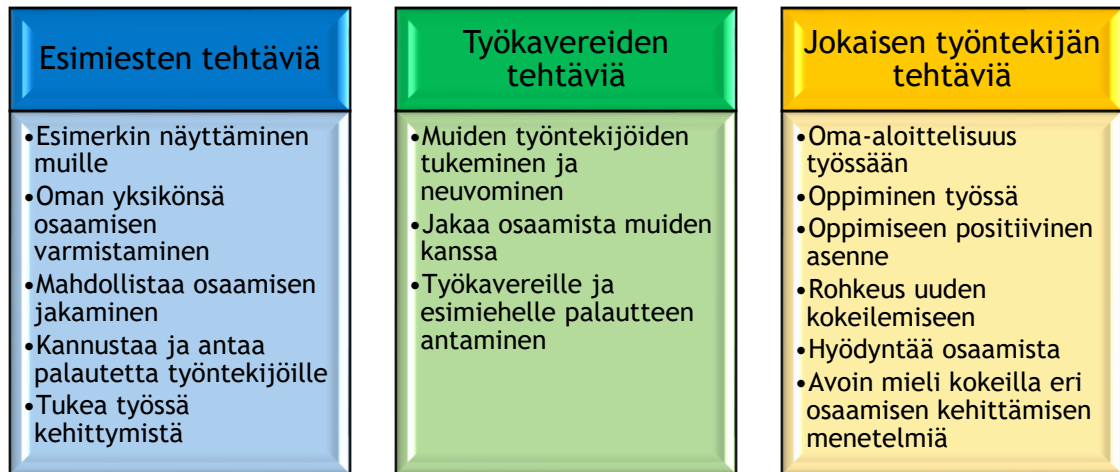 Esimiesten tehtäviä
•Esimerkin näyttäminen
muille
•Oman yksikönsä
osaamisen
varmistaminen
•Mahdollistaa osaamisen
jakaminen
•Kannustaa ja antaa
palautetta työntekijöille
•Tukea työssä
kehittymistä
Työkavereiden
tehtäviä
•Muiden työntekijöiden
tukeminen ja
neuvominen
•Jakaa osaamista muiden
kanssa
•Työkavereille ja
esimiehelle palautteen
antaminen
Jokaisen työntekijän
tehtäviä
•Oma-aloittelisuus
työssään
•Oppiminen työssä
•Oppimiseen positiivinen
asenne
•Rohkeus uuden
kokeilemiseen
•Hyödyntää osaamista
•Avoin mieli kokeilla eri
osaamisen kehittämisen
menetelmiä